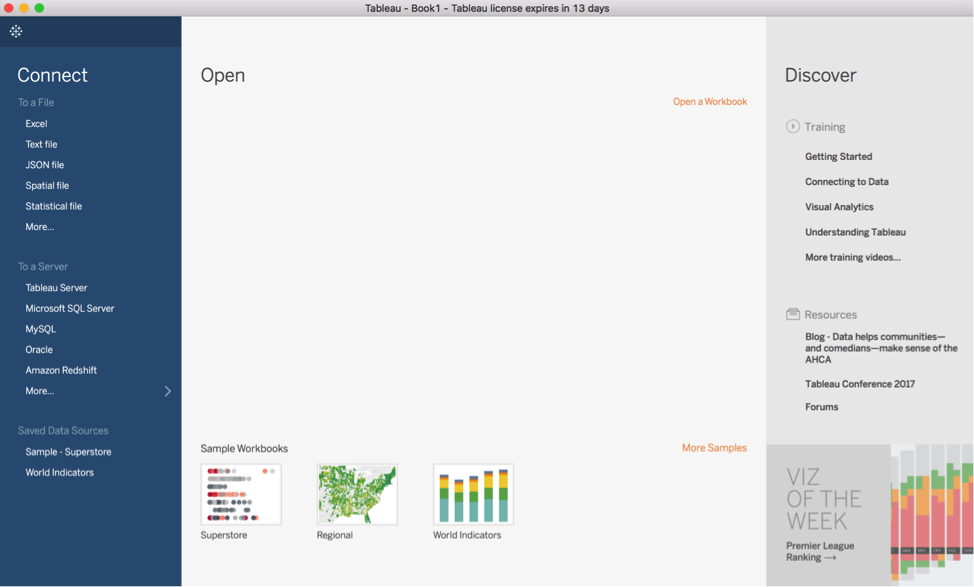 Tableau - Book1 - Tableau license expires in 13 days
Connect
To a File
Excel
Text file
JSON file
Spatial file
Statistical file
More...
To a Server
Tableau Server
Microsoft SQL Server
MySQL
Oracle
Amazon Redshift
More...
Saved Data Sources
Sample - Superstore
World Indicators
Open
Open a Workbook
Sample Workbooks
More Samples
Superstore
Regional
World Indicators
Discover
Training
Getting Started
Connecting to Data
Visual Analytics
Understanding Tableau
More training videos...
Resources
Blog - Data helps communities—
and comedians—make sense of the
AHCA
Tableau Conference 2017
Forums
VIZ
OF THE
WEEK
Premier League
Ranking →